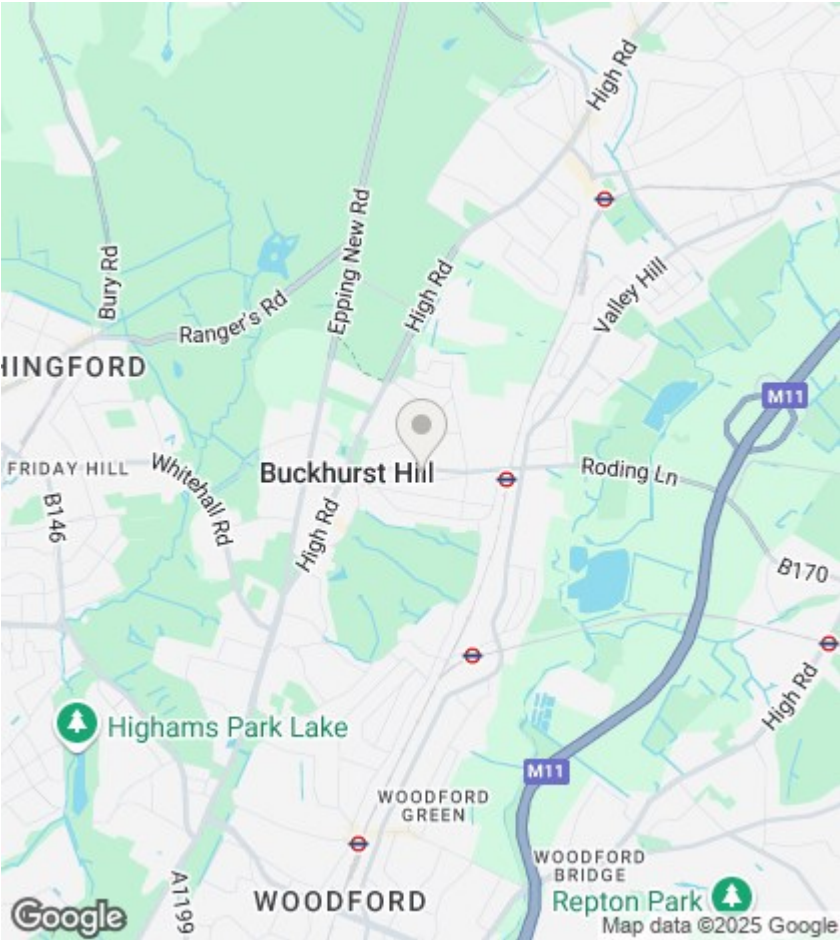 High Rd
Epping New Rd
Bury Rd
High Rd
Valley Hill
Ranger's Rd
HINGFORD
M11
FRIDAY HILL
Whitehall Rd
Buckhurst Hill
Roding Ln
B146
High Rd
B170
High Rd
Highams Park Lake
M11
WOODFORD
GREEN
WOODFORD
BRIDGE
A1199
WOODFORD
Repton Park
Google
Map data ©2025 Google